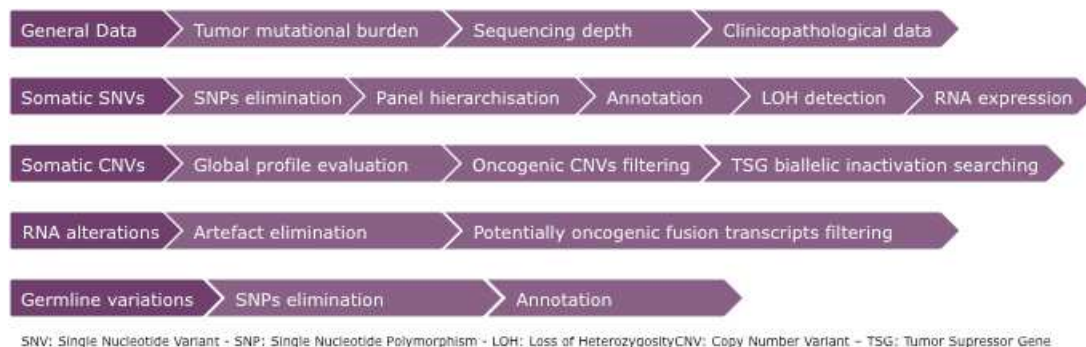 General Data Tumor mutational burden Sequencing depth Clinicopathological data
Somatic SNVs SNPs elimination Panel hierarchisation Annotation LOH detection RNA expression
Somatic CNVs Global profile evaluation Oncogenic CNVs filtering TSG biallelic inactivation searching
RNA alterations Artefact elimination Potentially oncogenic fusion transcripts filtering
Germline variations SNPs elimination Annotation
SNV: Single Nucleotide Variant - SNP: Single Nucleotide Polymorphism - LOH: Loss of HeterozygosityCNV: Copy Number Variant – TSG: Tumor Supressor Gene